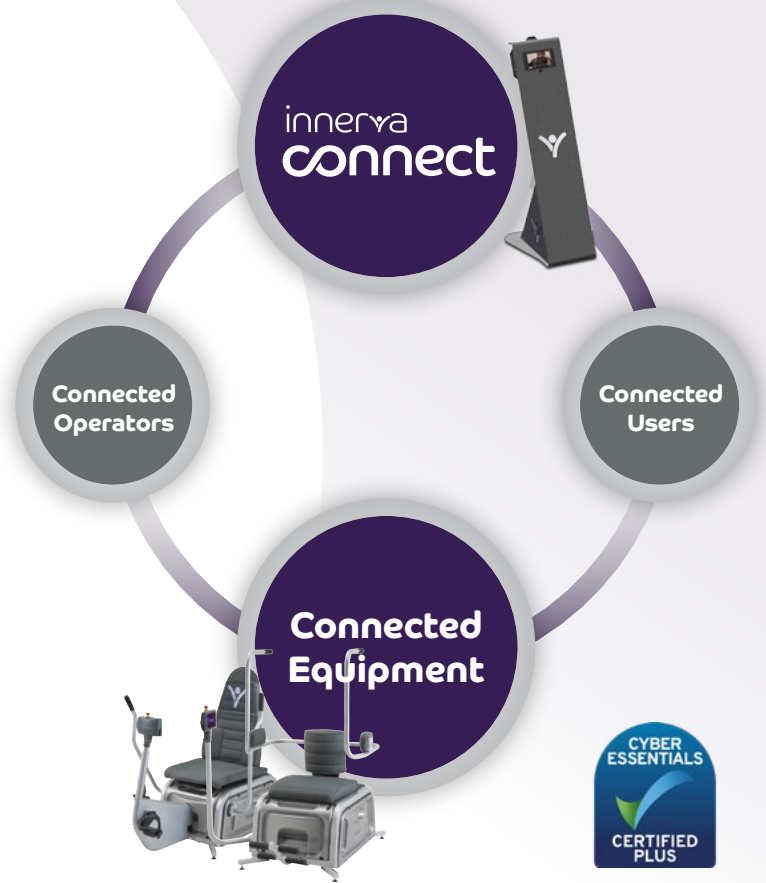 innerva
connect
Connected
Operators
Connected
Users
Connected
Equipment
CYBER
ESSENTIALS
CERTIFIED
PLUS